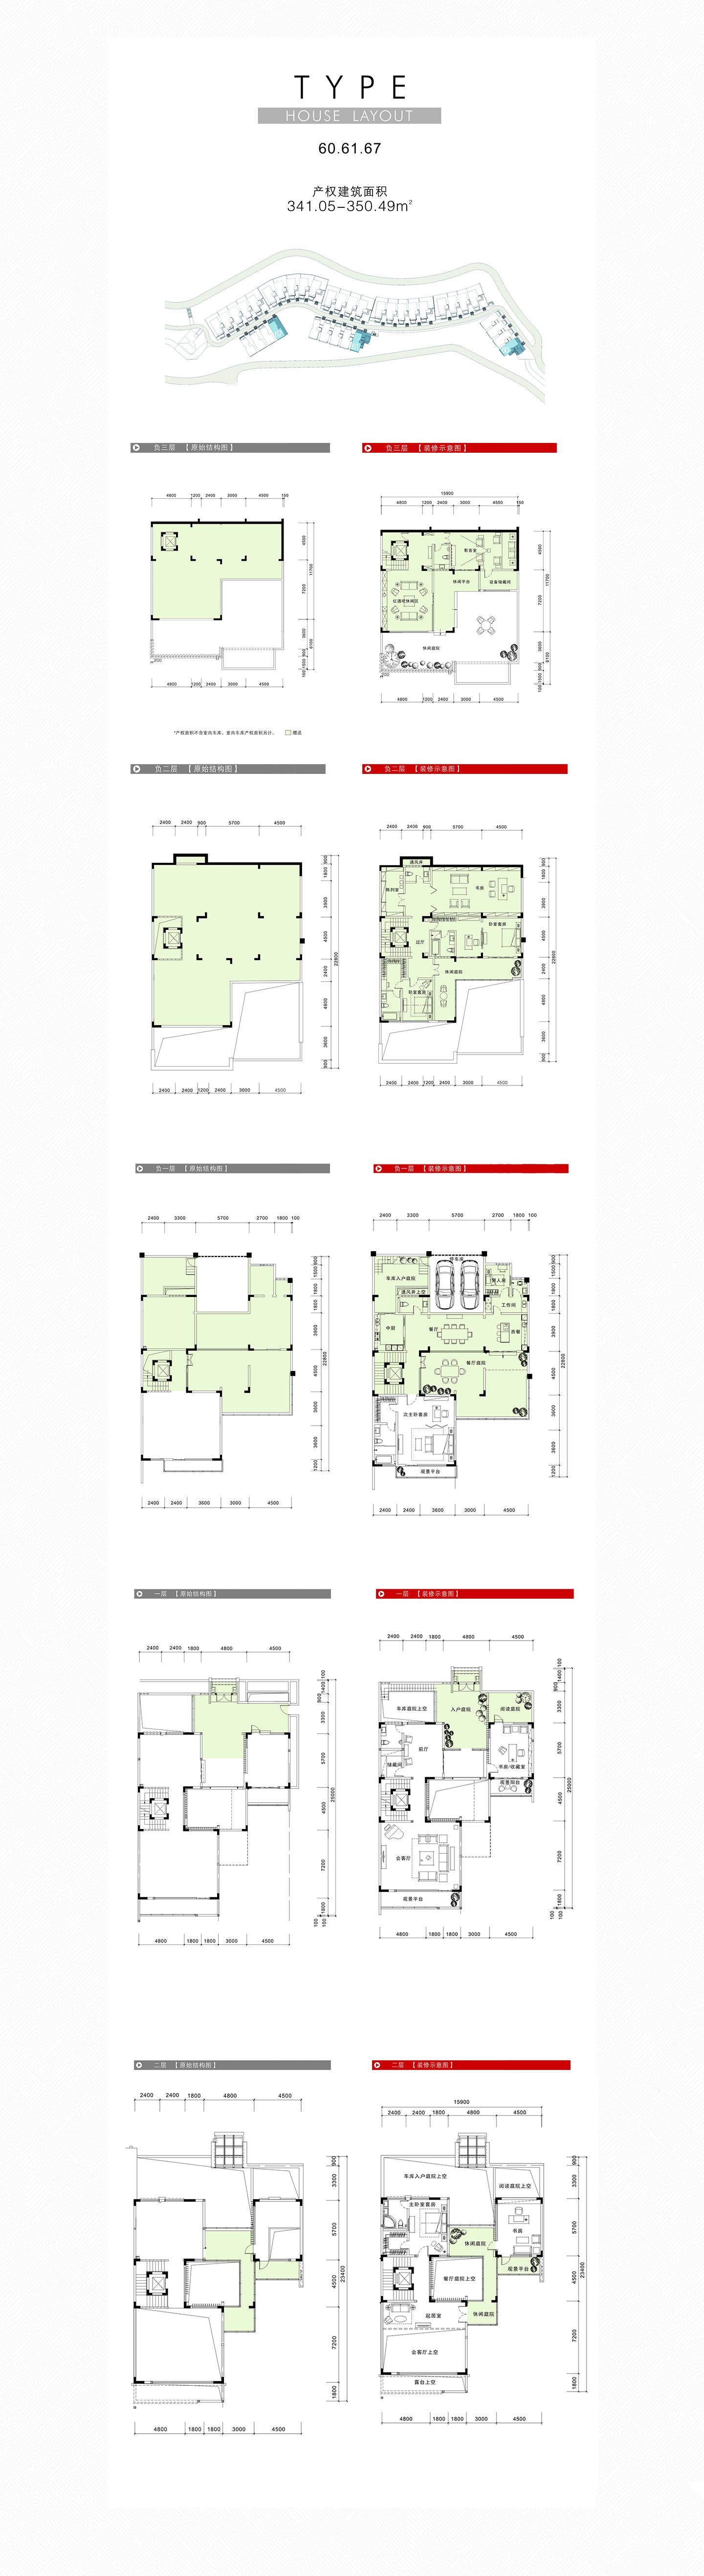 TYPE
HOUSE LAYOUT
60.61.67
产权建筑面积
341.05-350.49m²
负三层 【原始结构图】
负三层 【装修示意图】
4800 1200 2400 3000 4500 150
4500
7200
11700
3600
900
1500
100
6100
200
4800 1200 2400 3000 4500
15900
4800 1200 2400 3000 4500 150
影音室
休闲平台
设备储藏间
红酒吧休闲区
休闲庭院
4500
7200
11700
3600
900
1500
100
6100
200
4800 1200 2400 3000 4500
*产权面积不含室内车库，室内车库产权面积另计。
赠送
负二层 【原始结构图】
负二层 【装修示意图】
2400 2400 900 5700 4500
900
1800
3900
4500
2400
4800
3600
900
22800
2400 2400 1200 2400 3600 4500
2400 2400 900 5700 4500
通风井
陈列室
书房
过厅
卧室套房
休闲庭院
卧室套房
900
1800
3900
4500
2400
4800
3600
900
22800
2400 2400 1200 2400 3000 4500
负一层 【原始结构图】
负一层 【装修示意图】
2400 3300 5700 2700 1800 100
900
1500
1800
1800
3600
4500
3600
3600
1200
22800
2400 2400 3600 3000 4500
2400 3300 5700 2700 1800 100
停车库
车库入户庭院
佣人房
通风井上空
工作间
中厨
餐厅
西餐
餐厅庭院
次主卧套房
观景平台
900
1500
1800
1800
3900
4500
3600
3600
1200
22800
2400 2400 3600 3000 4500
一层 【原始结构图】
一层 【装修示意图】
2400 2400 1800 4800 4500
100
1400
900
3300
5700
4500
7200
1800
100
100
25000
4800 1800 1800 3000 4500
2400 2400 1800 4800 4500
车库庭院上空
入户庭院
阅读庭院
前厅
储藏间
书房/收藏室
观景阳台
会客厅
观景平台
100
1400
900
3300
5700
4500
7200
1800
100
100
25000
4800 1800 1800 3000 4500
二层 【原始结构图】
二层 【装修示意图】
2400 2400 1800 4800 4500
900
3300
5700
4500
7200
1800
23400
4800 1800 1800 3000 4500
15900
2400 2400 1800 4800 4500
车库入户庭院上空
阅读庭院上空
主卧室套房
书房
休闲庭院
观景平台
餐厅庭院上空
起居室
休闲庭院
会客厅上空
露台上空
900
3300
5700
4500
7200
1800
23400
4800 1800 1800 3000 4500